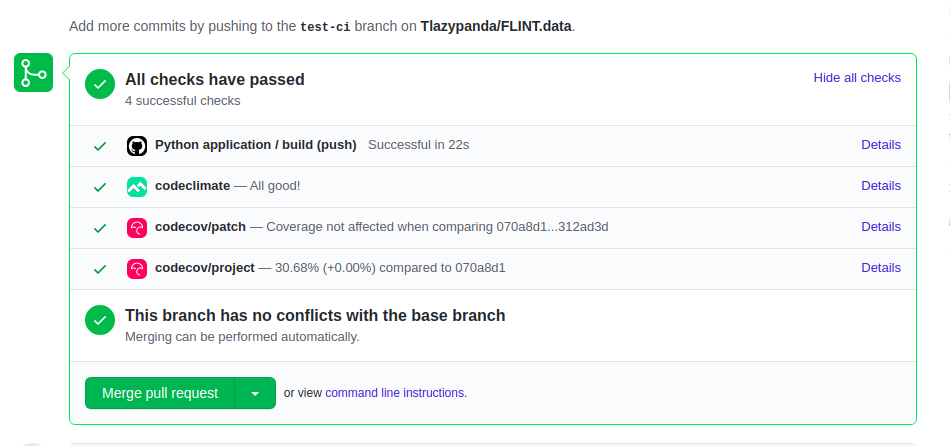 Add more commits by pushing to the test-ci branch on Tlazypanda/FLINT.data.
All checks have passed
Hide all checks
4 successful checks
Python application / build (push) Successful in 22s
Details
codeclimate — All good!
Details
codecov/patch — Coverage not affected when comparing 070a8d1...312ad3d
Details
codecov/project — 30.68% (+0.00%) compared to 070a8d1
Details
This branch has no conflicts with the base branch
Merging can be performed automatically.
Merge pull request
or view command line instructions.